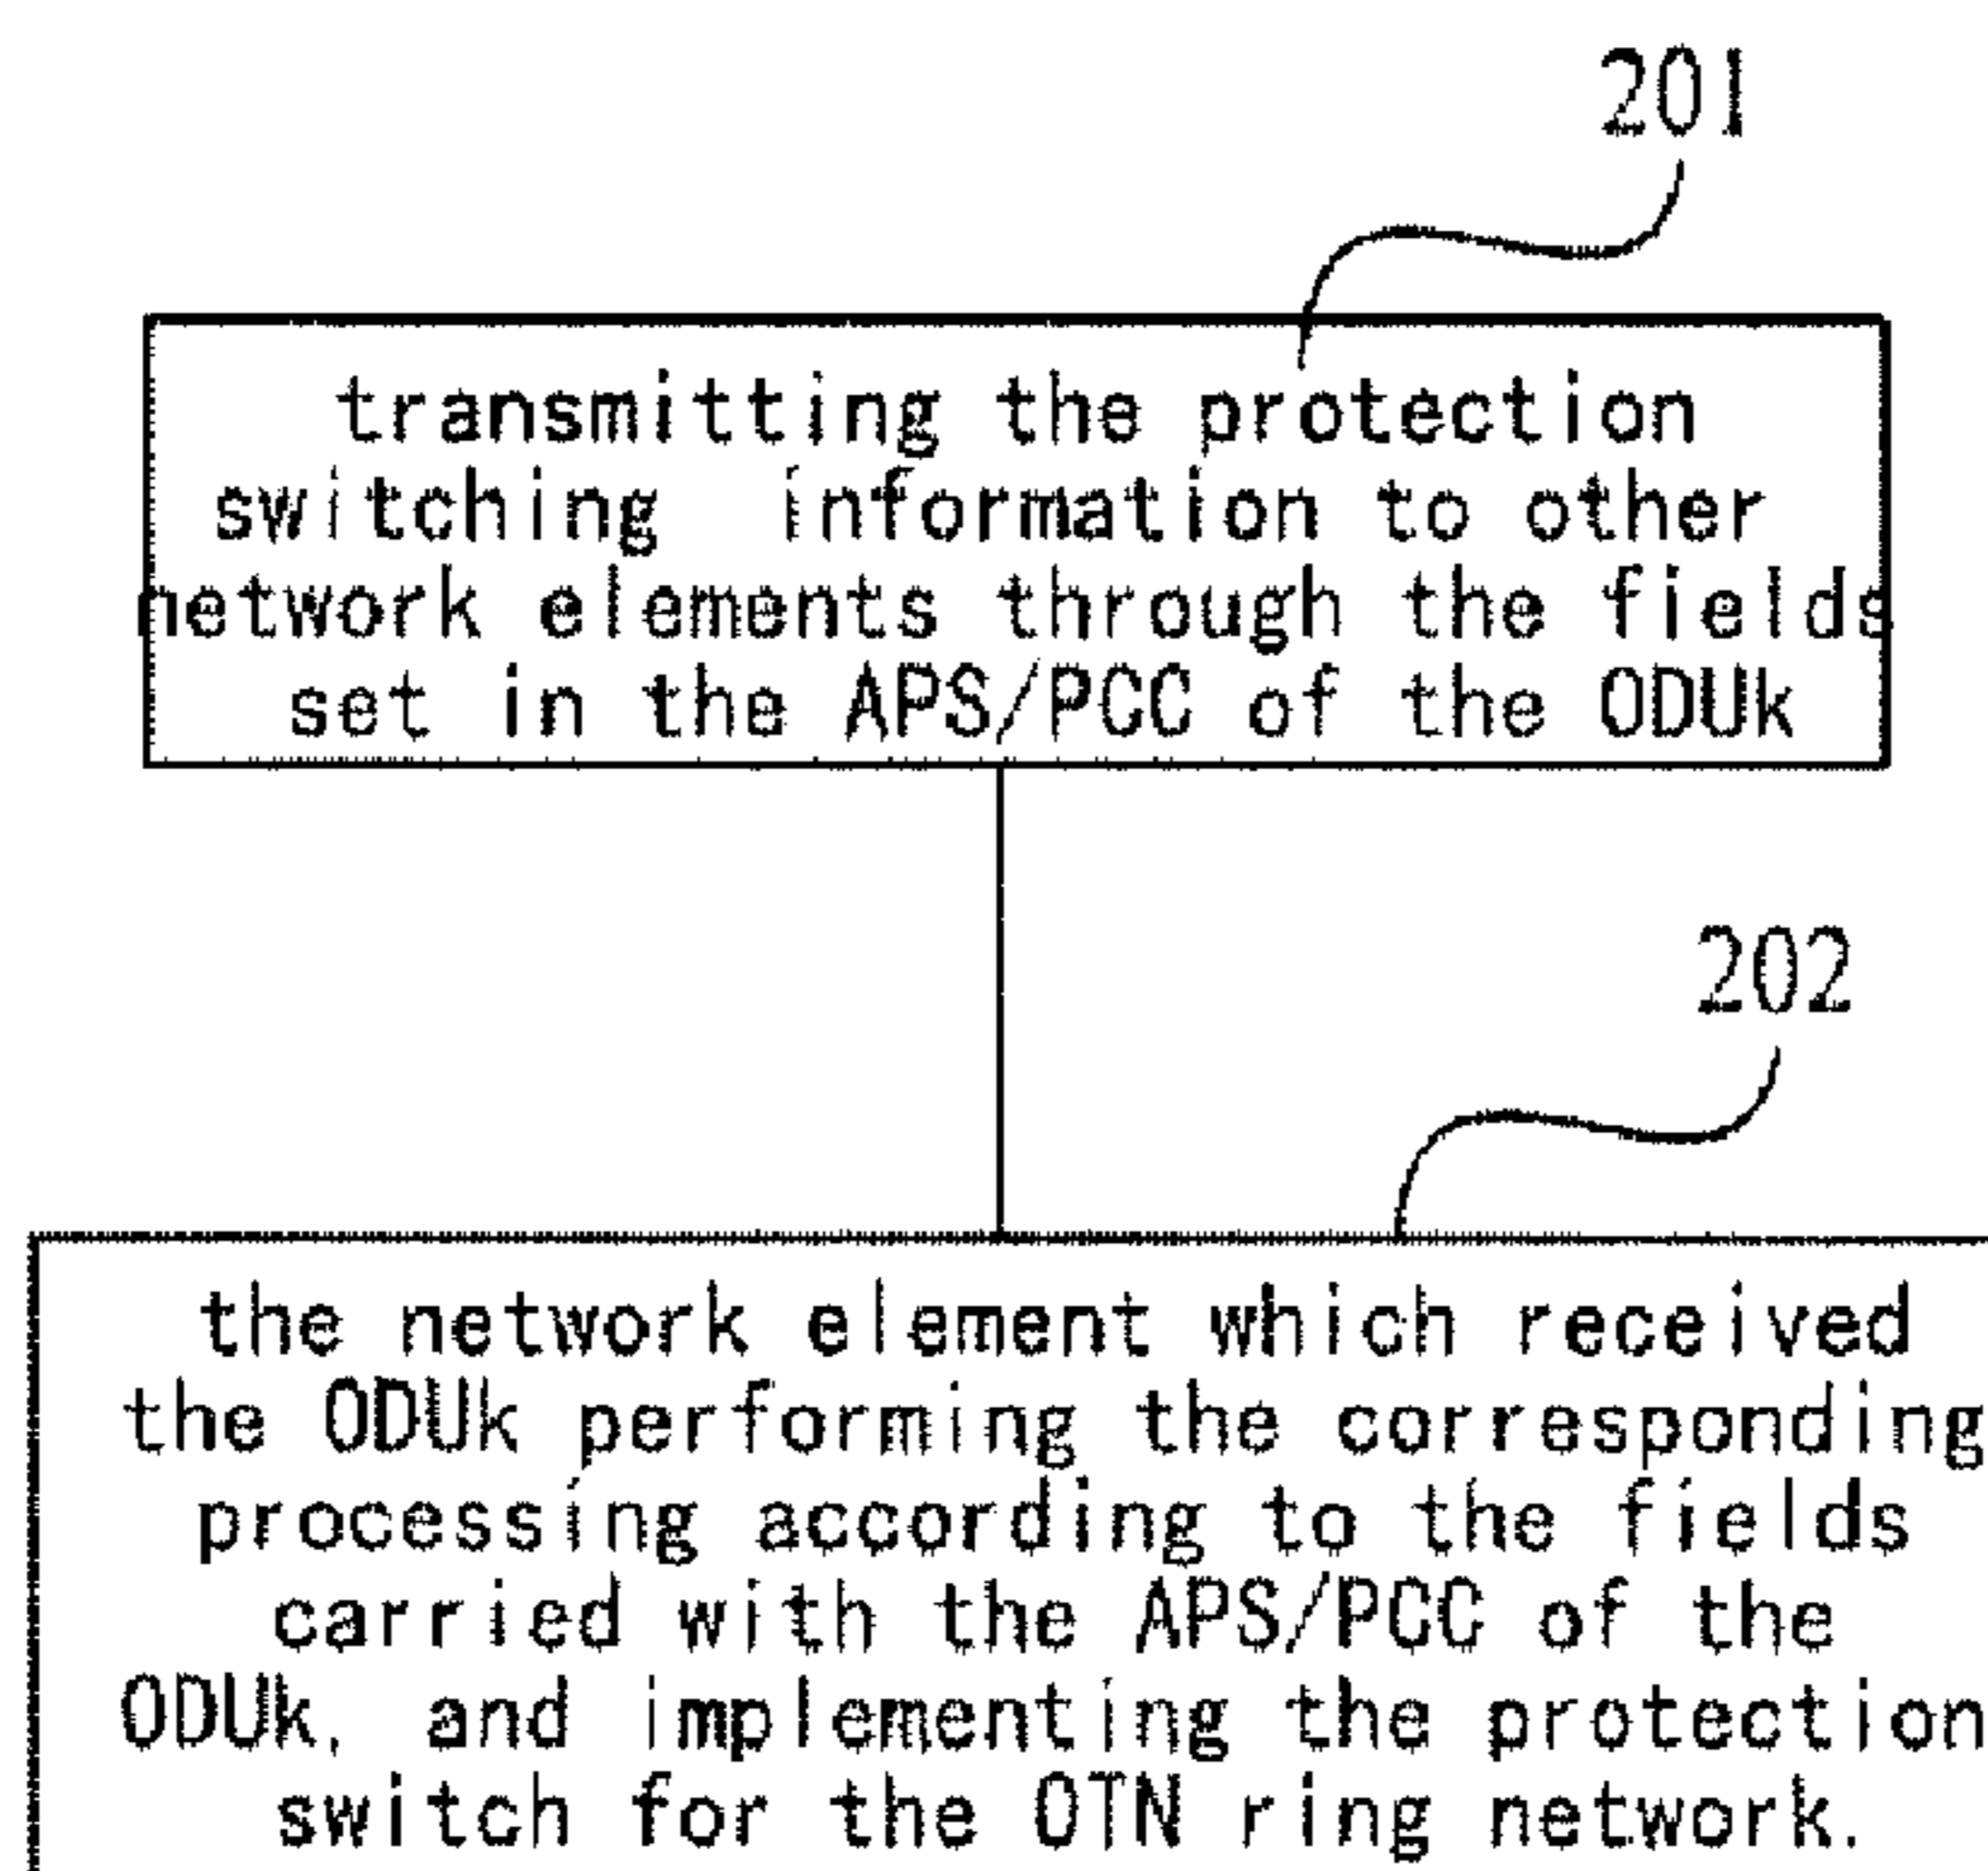 201
transmitting the protection
switching information to other
network elements through the fields
set in the APS/PCC of the ODUk
202
the network element which received
the ODUk performing the corresponding
processing according to the fields
carried with the APS/PCC of the
ODUk, and implementing the protection
switch for the OTN ring network.